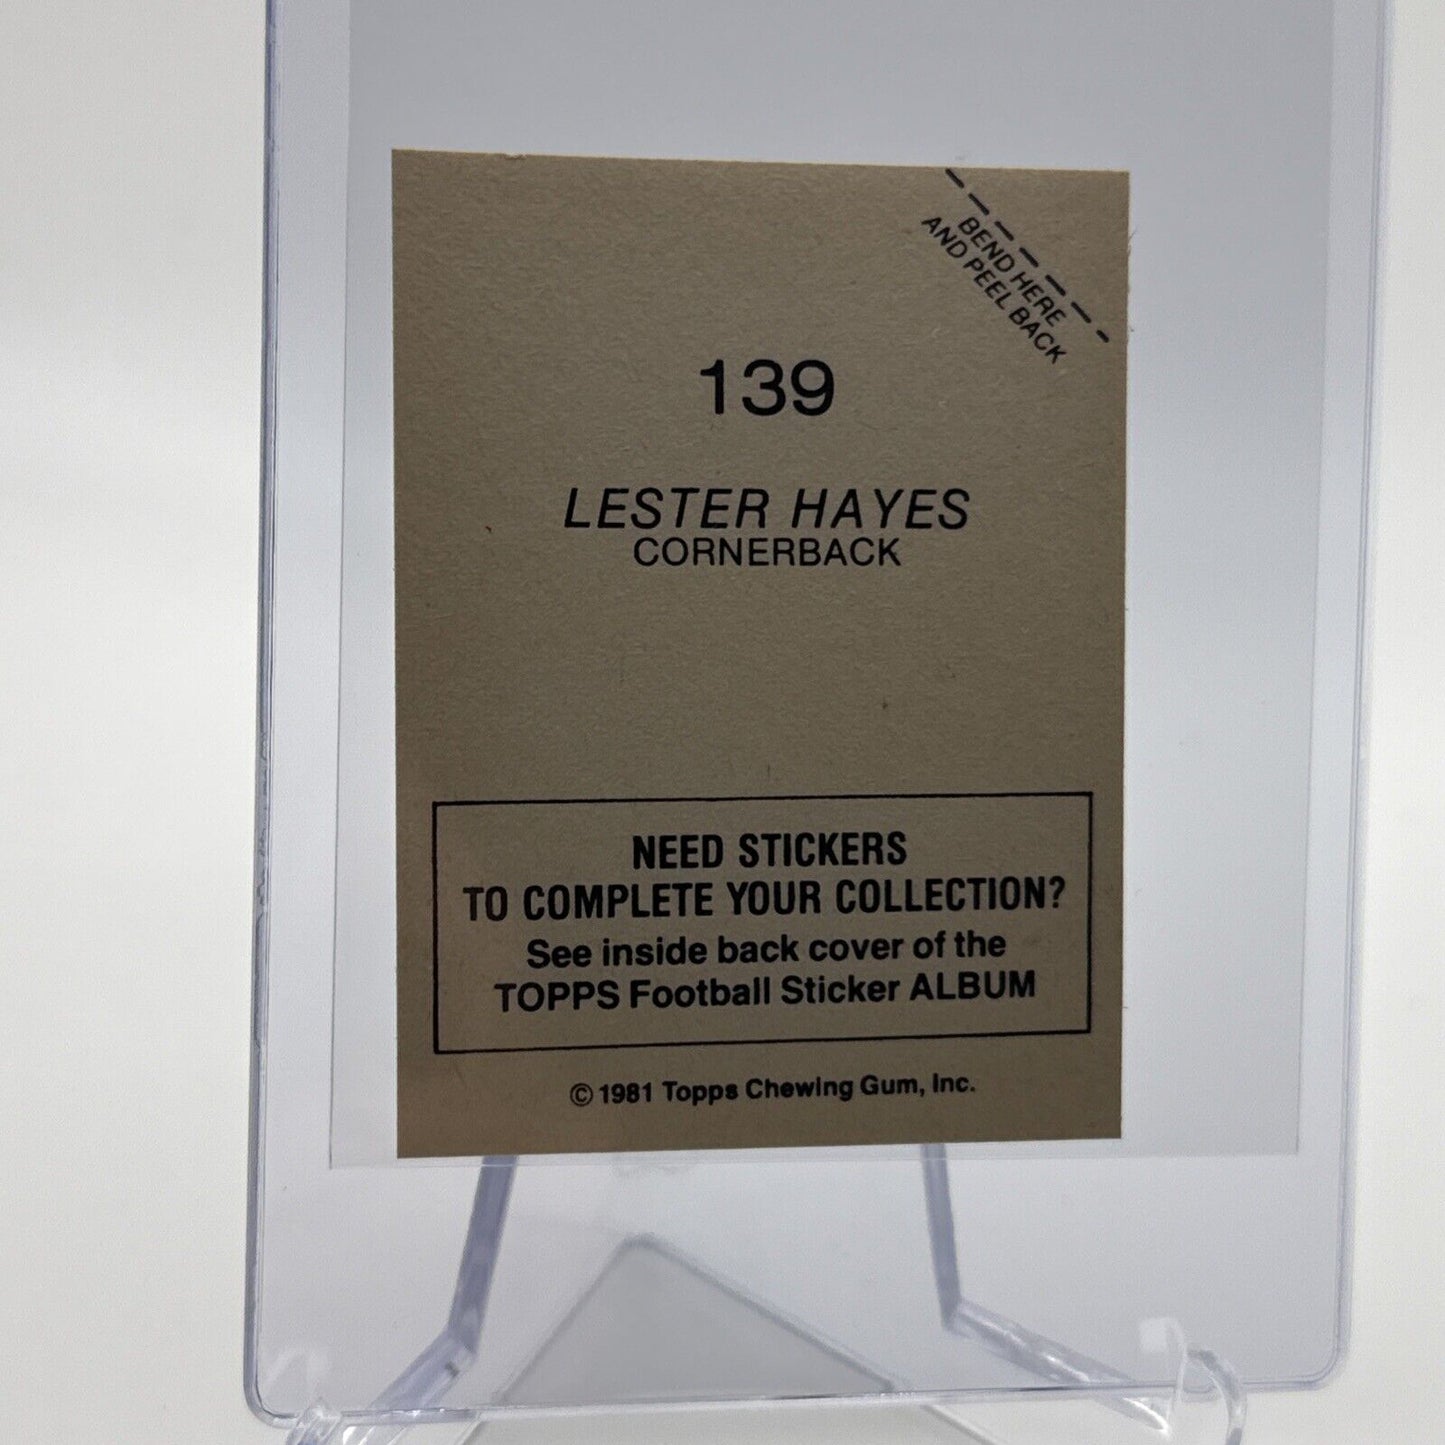 BEND HERE
AND PEEL BACK
139
LESTER HAYES
CORNERBACK
NEED STICKERS
TO COMPLETE YOUR COLLECTION?
See inside back cover of the
TOPPS Football Sticker ALBUM
© 1981 Topps Chewing Gum, Inc.